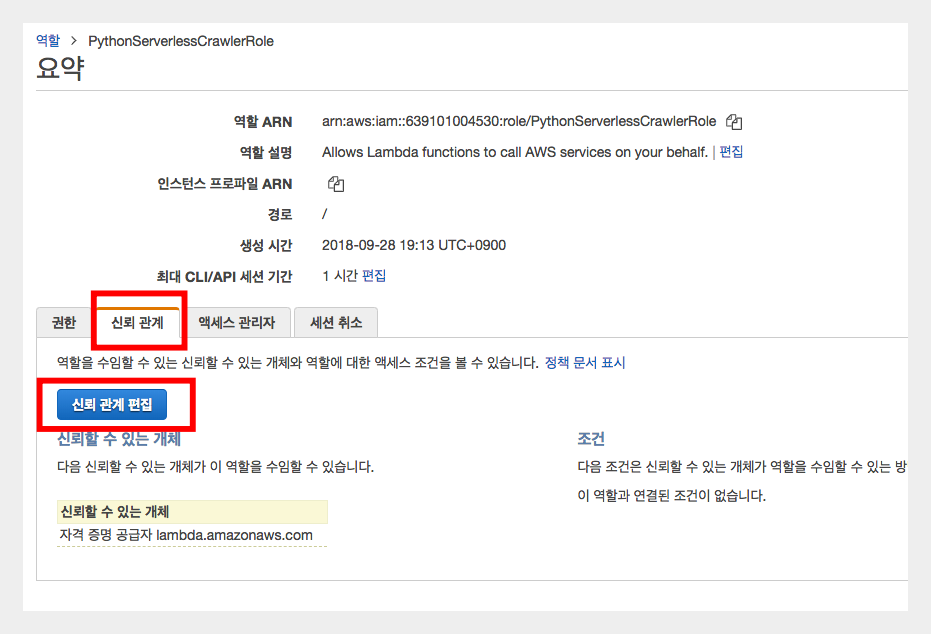 역할 > PythonServerlessCrawlerRole
요약
역할 ARN arn:aws:iam::639101004530:role/PythonServerlessCrawlerRole
역할 설명 Allows Lambda functions to call AWS services on your behalf. | 편집
인스턴스 프로파일 ARN
경로 /
생성 시간 2018-09-28 19:13 UTC+0900
최대 CLI/API 세션 기간 1 시간 편집
권한 신뢰 관계 액세스 관리자 세션 취소
역할을 수임할 수 있는 신뢰할 수 있는 개체와 역할에 대한 액세스 조건을 볼 수 있습니다. 정책 문서 표시
신뢰 관계 편집
신뢰할 수 있는 개체
다음 신뢰할 수 있는 개체가 이 역할을 수임할 수 있습니다.
신뢰할 수 있는 개체
자격 증명 공급자 lambda.amazonaws.com
조건
다음 조건은 신뢰할 수 있는 개체가 역할을 수임할 수 있는 방
이 역할과 연결된 조건이 없습니다.